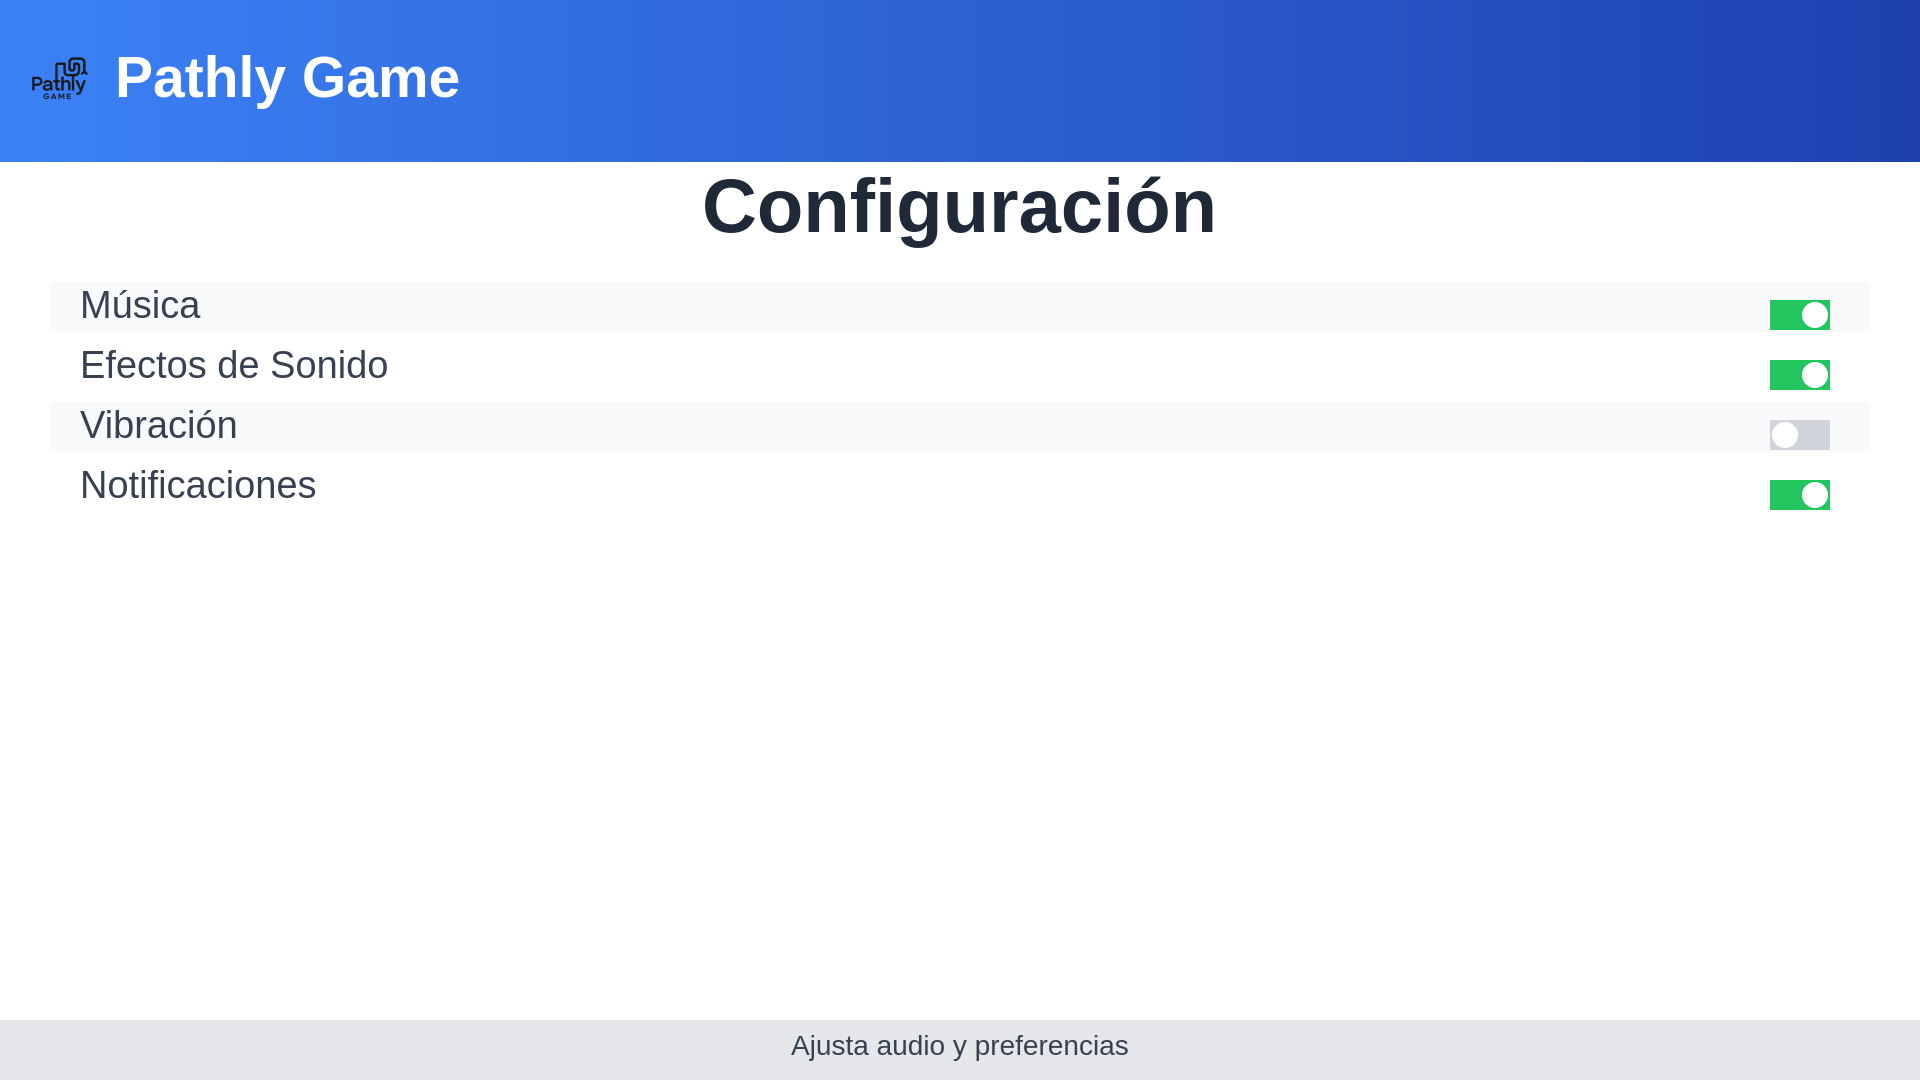 Pathly
GAME
Pathly Game
Configuración
Música
Efectos de Sonido
Vibración
Notificaciones
Ajusta audio y preferencias